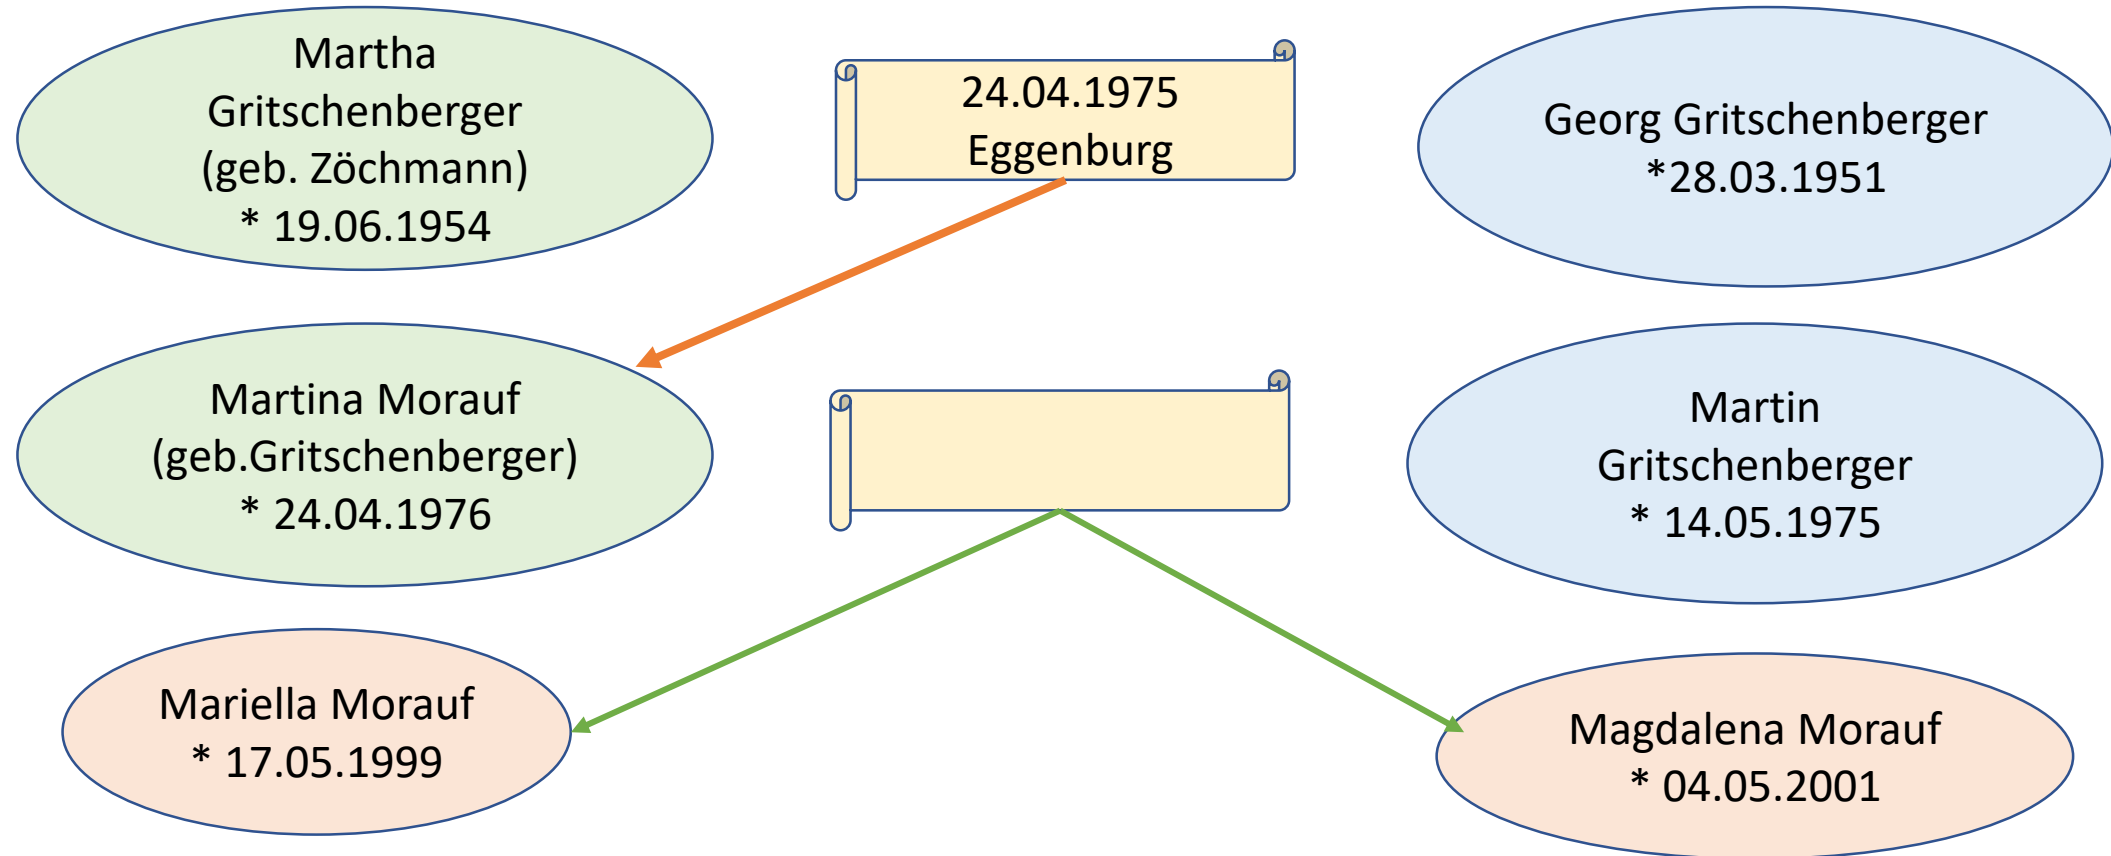 Martha
Gritschenberger
(geb. Zöchmann)
* 19.06.1954
24.04.1975
Eggenburg
Georg Gritschenberger
*28.03.1951
Martina Morauf
(geb.Gritschenberger)
* 24.04.1976
Martin
Gritschenberger
* 14.05.1975
Mariella Morauf
* 17.05.1999
Magdalena Morauf
* 04.05.2001